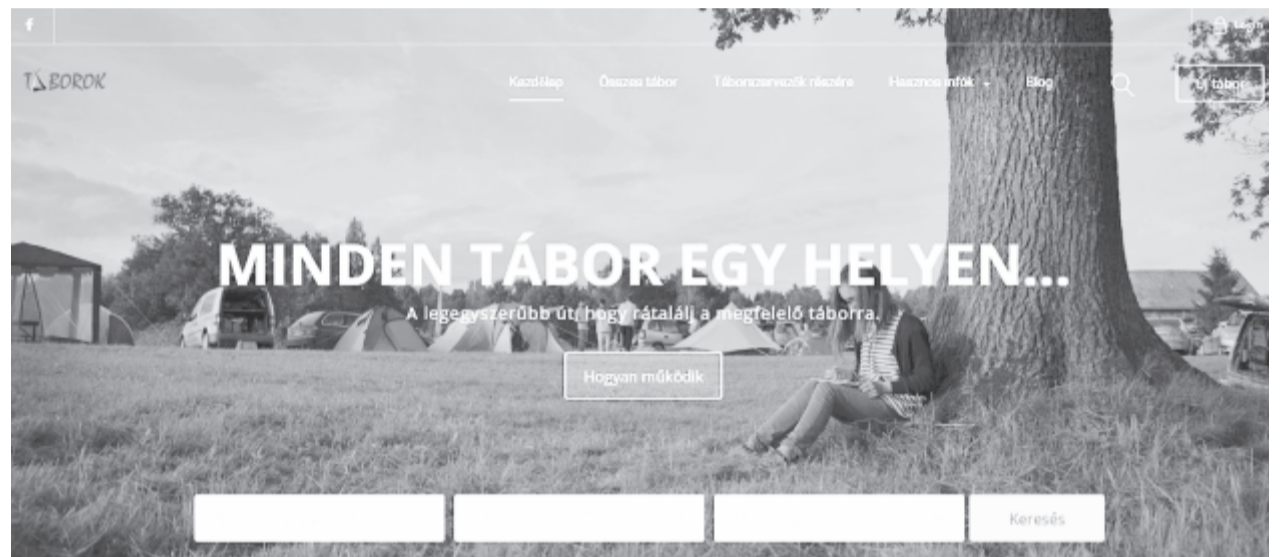 f
Login
TÁBOROK
Kezdőlap Összes tábor Táborszervezők részére Hasznos infók Blog Új tábor
MINDEN TÁBOR EGY HELYEN...
A legegyszerűbb út, hogy rátalálj a megfelelő táborra.
Hogyan működik
Keresés